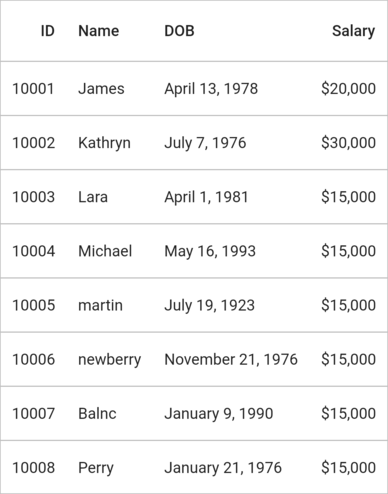 ID Name DOB Salary
10001 James April 13, 1978 $20,000
10002 Kathryn July 7, 1976 $30,000
10003 Lara April 1, 1981 $15,000
10004 Michael May 16, 1993 $15,000
10005 martin July 19, 1923 $15,000
10006 newberry November 21, 1976 $15,000
10007 Balnc January 9, 1990 $15,000
10008 Perry January 21, 1976 $15,000